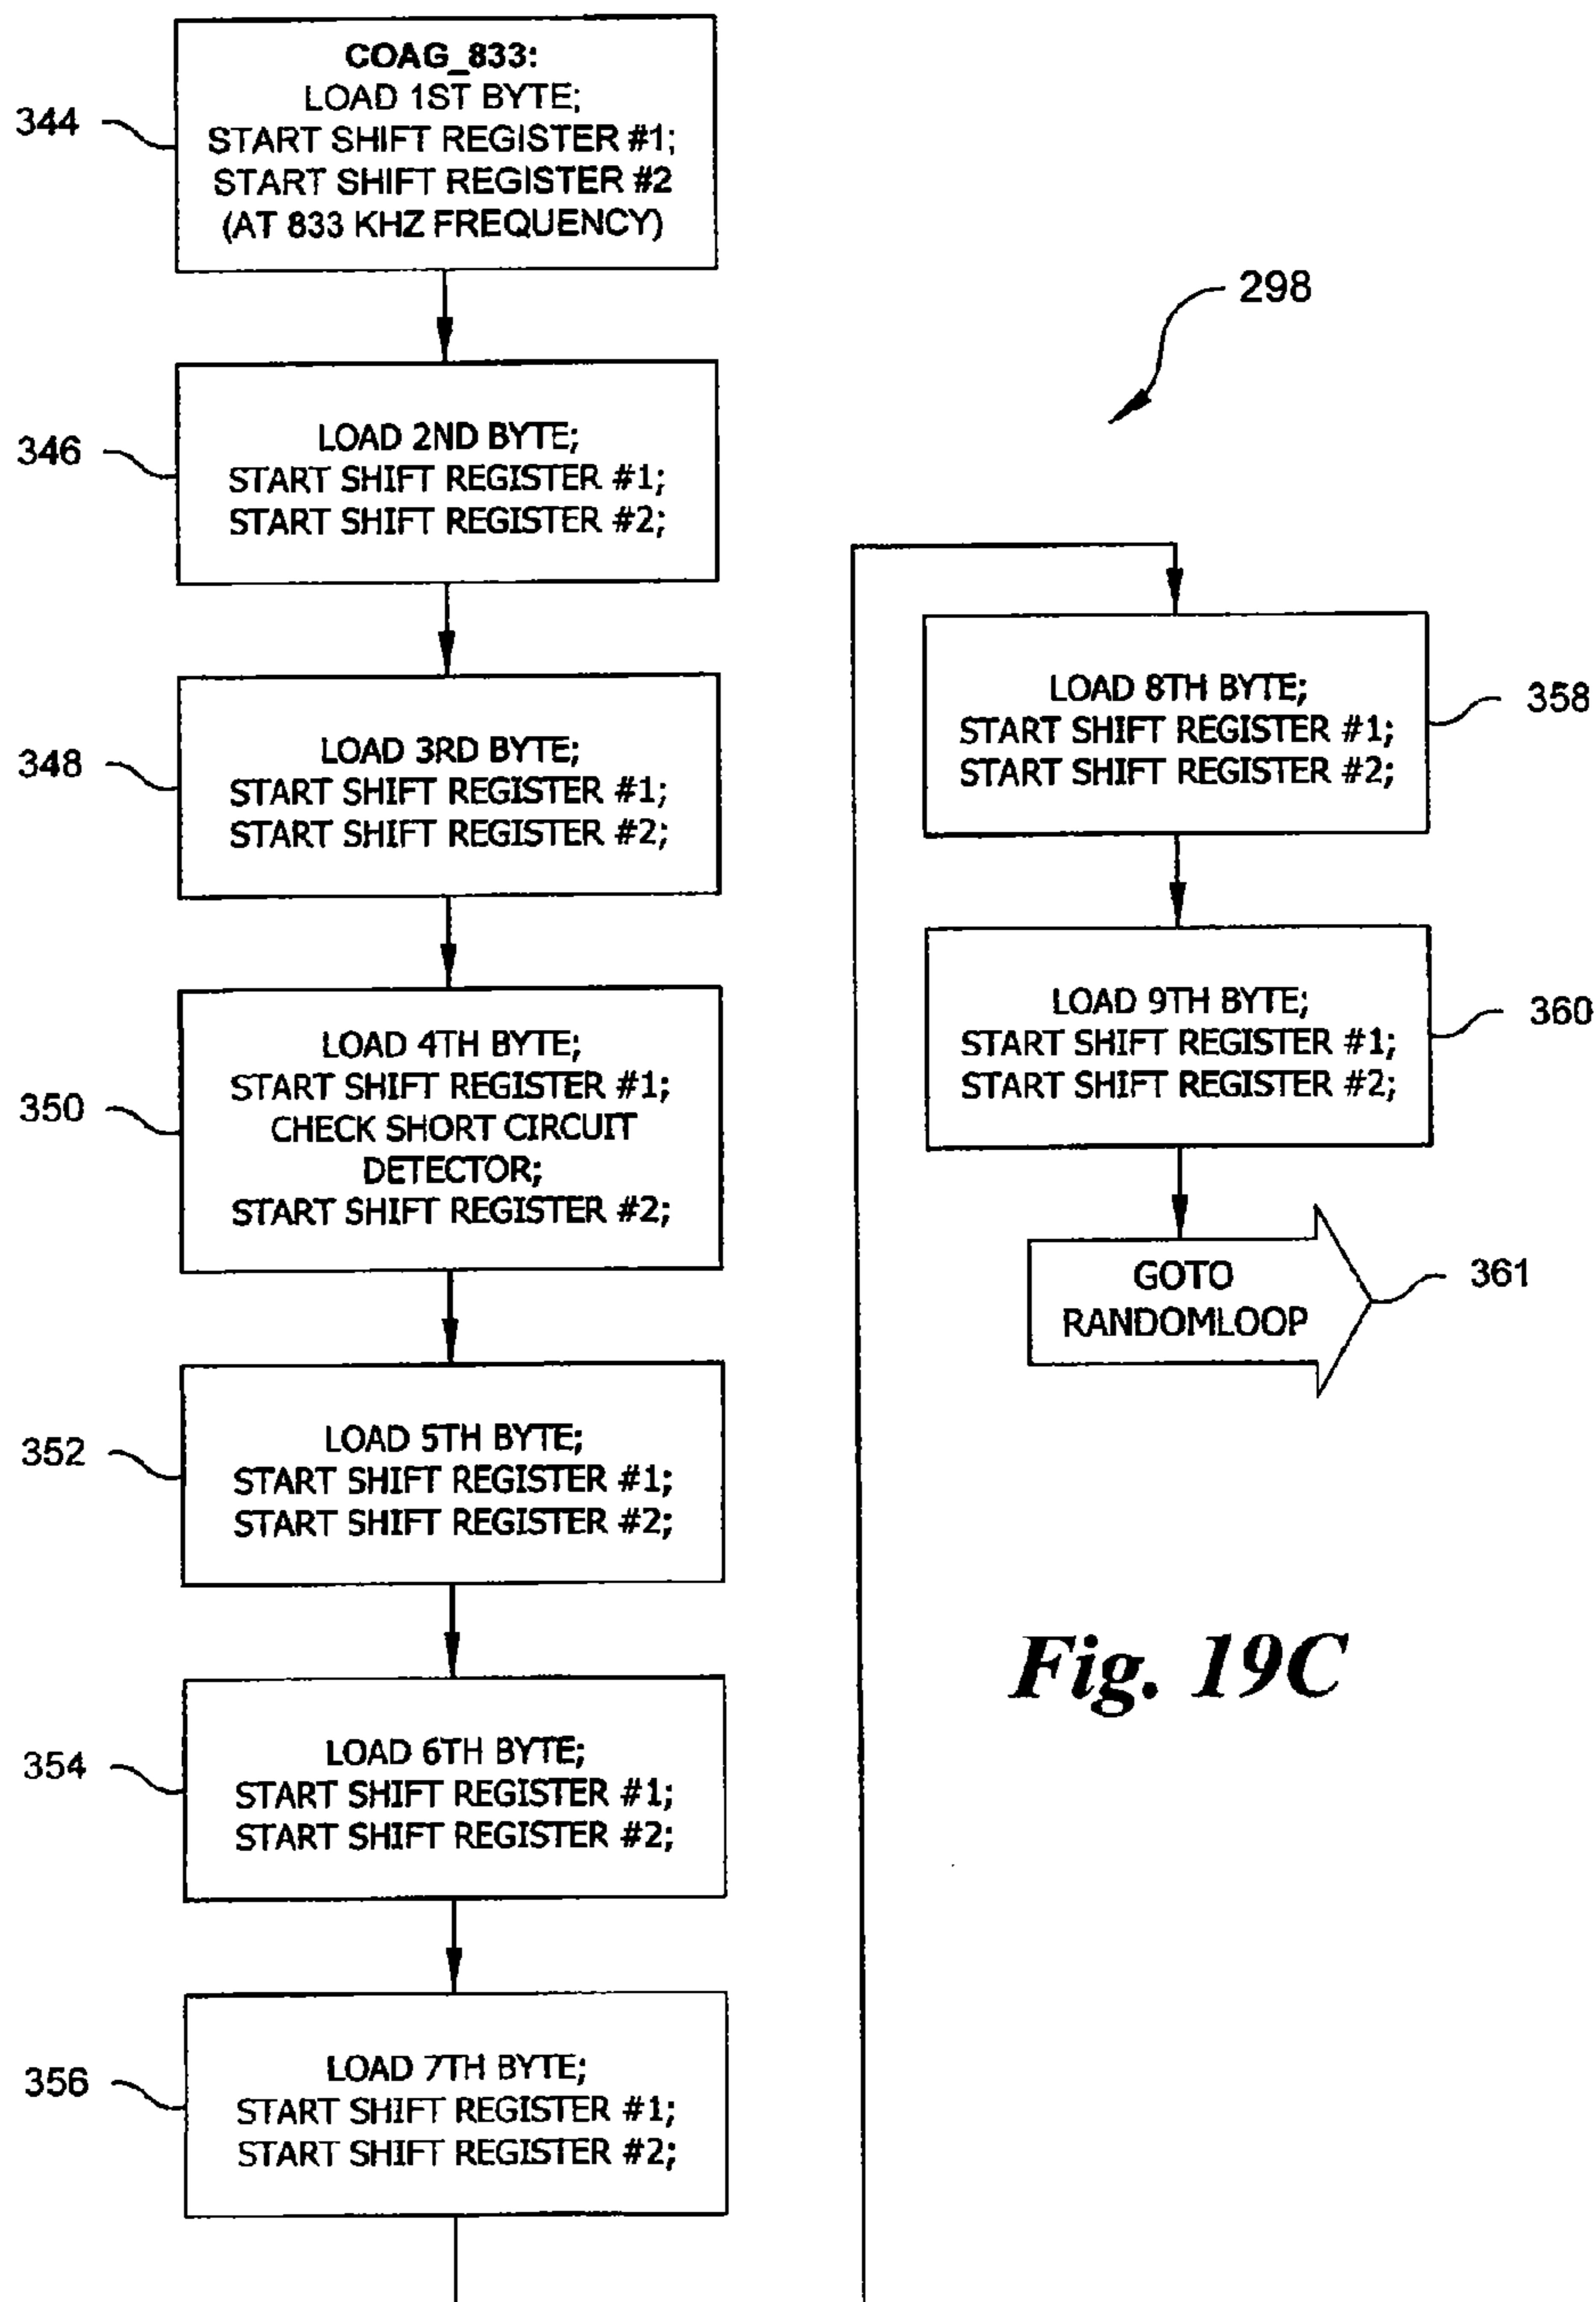 COAG_833:
LOAD 1ST BYTE;
START SHIFT REGISTER #1;
START SHIFT REGISTER #2
(AT 833 KHZ FREQUENCY)
344
LOAD 2ND BYTE;
START SHIFT REGISTER #1;
START SHIFT REGISTER #2;
346
LOAD 3RD BYTE;
START SHIFT REGISTER #1;
START SHIFT REGISTER #2;
348
LOAD 4TH BYTE;
START SHIFT REGISTER #1;
CHECK SHORT CIRCUIT
DETECTOR;
START SHIFT REGISTER #2;
350
LOAD 5TH BYTE;
START SHIFT REGISTER #1;
START SHIFT REGISTER #2;
352
LOAD 6TH BYTE;
START SHIFT REGISTER #1;
START SHIFT REGISTER #2;
354
LOAD 7TH BYTE;
START SHIFT REGISTER #1;
START SHIFT REGISTER #2;
356
298
LOAD 8TH BYTE;
START SHIFT REGISTER #1;
START SHIFT REGISTER #2;
358
LOAD 9TH BYTE;
START SHIFT REGISTER #1;
START SHIFT REGISTER #2;
360
GOTO
RANDOMLOOP
361
Fig. 19C